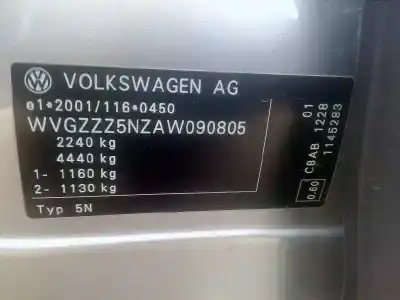 VOLKSWAGEN AG
e1*2001/116*0450
WVGZZZ5NZAW090805
2240 kg
4440 kg
1- 1160 kg
2- 1130 kg
Typ 5N
0.60
CBAB 1228 01
1145283